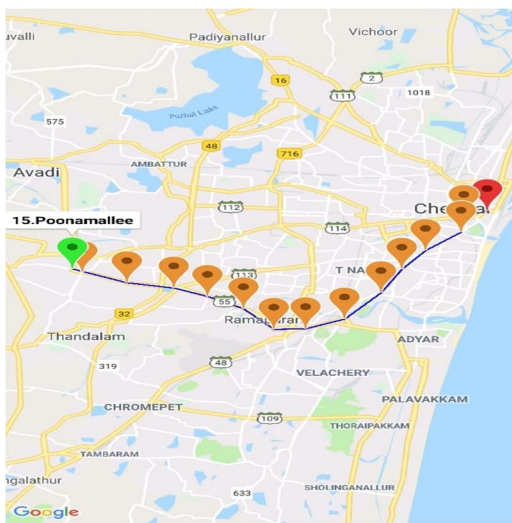 uvalli
Padiyanallur
Vichoor
2
16
111
1018
Puzhal Lake
575
48
AMBATTUR
716
Avadi
112
Chennai
15.Poonamallee
114
T NA
113
55
32
Ramapuram
Thandalam
ADYAR
319
48
VELACHERY
PALAVAKKAM
CHROMEPET
109
THORAIPAKKAM
TAMBARAM
ngalathur
633
SHOLINGANALLUR
Google